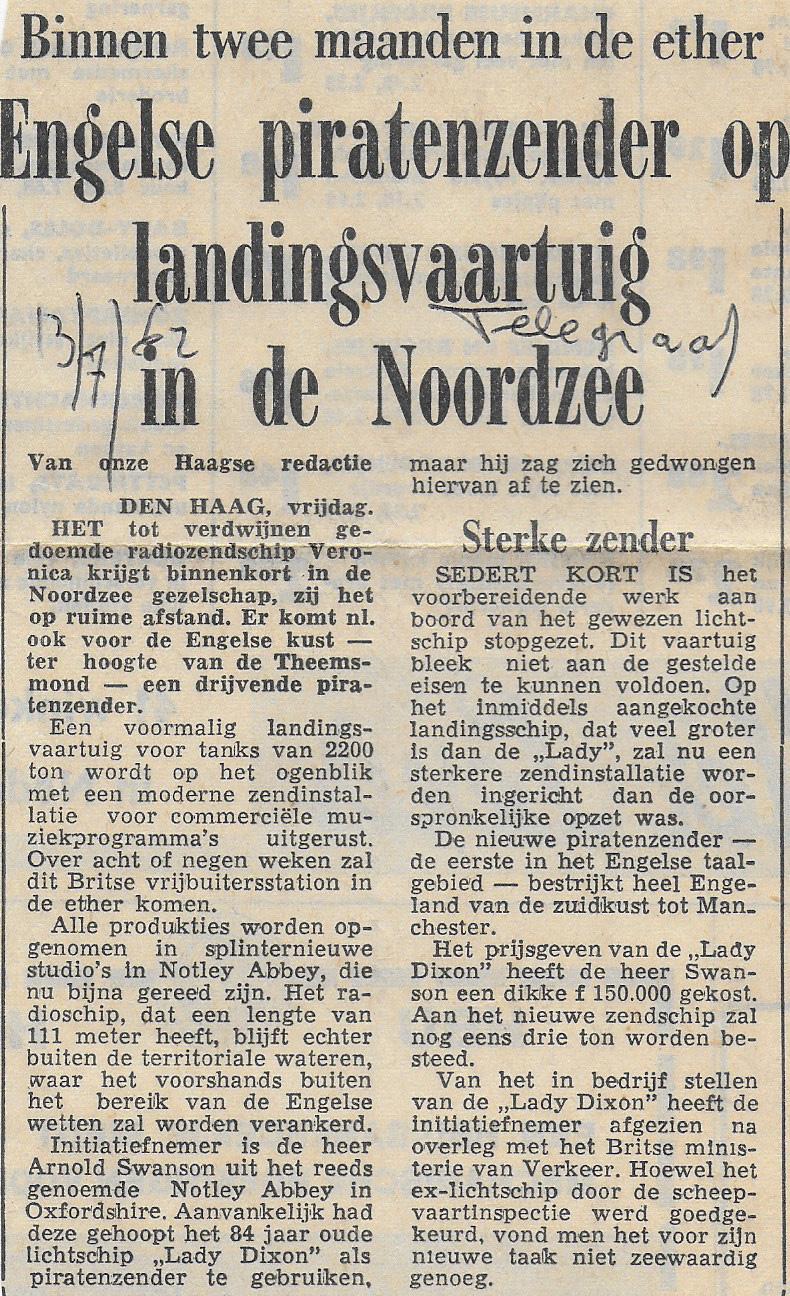 Binnen twee maanden in de ether
Engelse piratenzender op
landingsvaartuig
13/7/62 Telegraaf
in de Noordzee
Van onze Haagse redactie
DEN HAAG, vrijdag.
HET tot verdwijnen ge-
doemde radiozendschip Vero-
nica krijgt binnenkort in de
Noordzee gezelschap, zij het
op ruime afstand. Er komt nl.
ook voor de Engelse kust —
ter hoogte van de Theems-
mond — een drijvende pira-
tenzender.
Een voormalig landings-
vaartuig voor tanks van 2200
ton wordt op het ogenblik
met een moderne zendinstal-
latie voor commerciële mu-
ziekprogramma's uitgerust.
Over acht of negen weken zal
dit Britse vrijbuitersstation in
de ether komen.
Alle produkties worden op-
genomen in splinternieuwe
studio's in Notley Abbey, die
nu bijna gereed zijn. Het ra-
dioschip, dat een lengte van
111 meter heeft, blijft echter
buiten de territoriale wateren,
waar het voorshands buiten
het bereik van de Engelse
wetten zal worden verankerd.
Initiatiefnemer is de heer
Arnold Swanson uit het reeds
genoemde Notley Abbey in
Oxfordshire. Aanvankelijk had
deze gehoopt het 84 jaar oude
lichtschip „Lady Dixon” als
piratenzender te gebruiken,
maar hij zag zich gedwongen
hiervan af te zien.
Sterke zender
SEDERT KORT IS het
voorbereidende werk aan
boord van het gewezen licht-
schip stopgezet. Dit vaartuig
bleek niet aan de gestelde
eisen te kunnen voldoen. Op
het inmiddels aangekochte
landingsschip, dat veel groter
is dan de „Lady”, zal nu een
sterkere zendinstallatie wor-
den ingericht dan de oor-
spronkelijke opzet was.
De nieuwe piratenzender —
de eerste in het Engelse taal-
gebied — bestrijkt heel Enge-
land van de zuidkust tot Man-
chester.
Het prijsgeven van de „Lady
Dixon” heeft de heer Swan-
son een dikke f 150.000 gekost.
Aan het nieuwe zendschip zal
nog eens drie ton worden be-
steed.
Van het in bedrijf stellen
van de „Lady Dixon” heeft de
initiatiefnemer afgezien na
overleg met het Britse minis-
terie van Verkeer. Hoewel het
ex-lichtschip door de scheep-
vaartinspectie werd goedge-
keurd, vond men het voor zijn
nieuwe taak niet zeewaardig
genoeg.